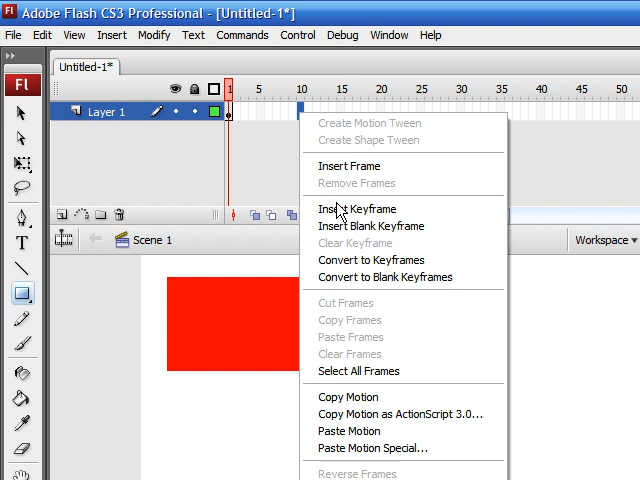 Fl Adobe Flash CS3 Professional - [Untitled-1*]
File Edit View Insert Modify Text Commands Control Debug Window Help
Untitled-1*
Fl
1 5 10 15 20 25 30 35 40 45 50
Layer 1
Create Motion Tween
Create Shape Tween
Insert Frame
Remove Frames
Insert Keyframe
Insert Blank Keyframe
Clear Keyframe
Convert to Keyframes
Convert to Blank Keyframes
Scene 1
Workspace
Cut Frames
Copy Frames
Paste Frames
Clear Frames
Select All Frames
Copy Motion
Copy Motion as ActionScript 3.0...
Paste Motion
Paste Motion Special...
Reverse Frames